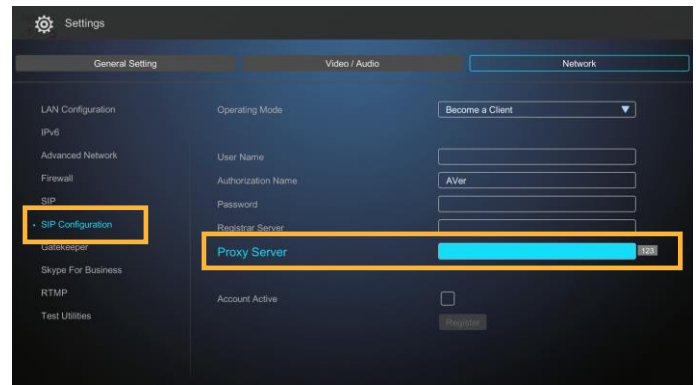 Settings
General Setting
Video / Audio
Network
LAN Configuration
Operating Mode
Become a Client
IPv6
Advanced Network
User Name
Firewall
Authorization Name
AVer
SIP
Password
SIP Configuration
Registrar Server
Gatekeeper
Proxy Server
123
Skype For Business
RTMP
Account Active
Test Utilities
Register